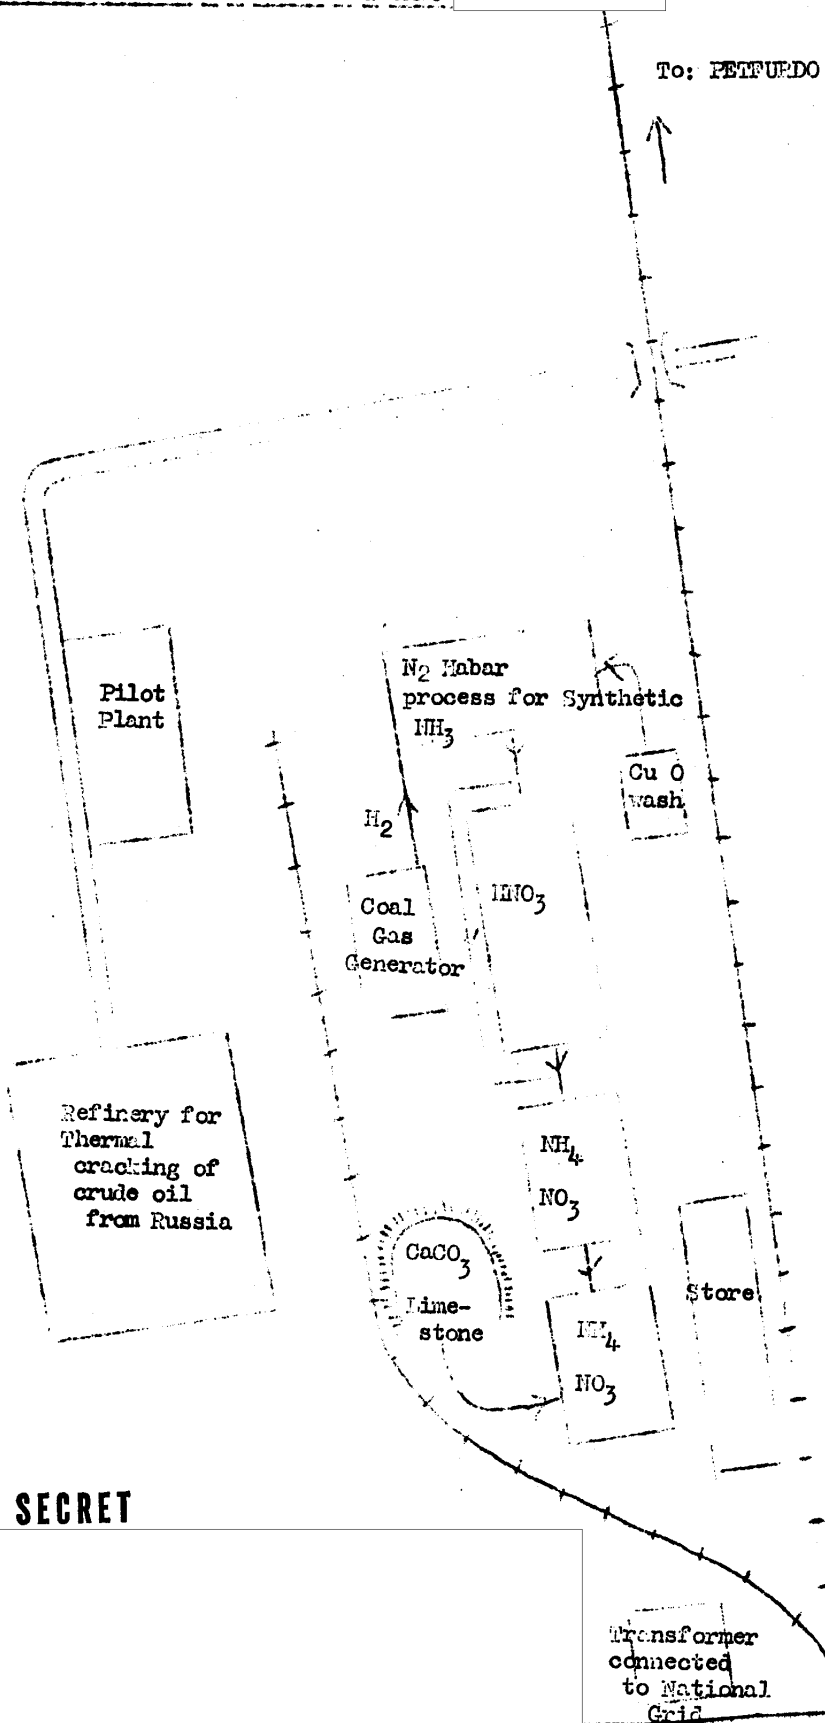 To: PETFURDO
N2 Habar
process for Synthetic
NH3
Pilot
Plant
Cu O
wash
H2
HNO3
Coal
Gas
Generator
Refinery for
Thermal
cracking of
crude oil
from Russia
NH4
NO3
CaCO3
Lime-
stone
Store
NH4
NO3
SECRET
Transformer
connected
to National
Grid